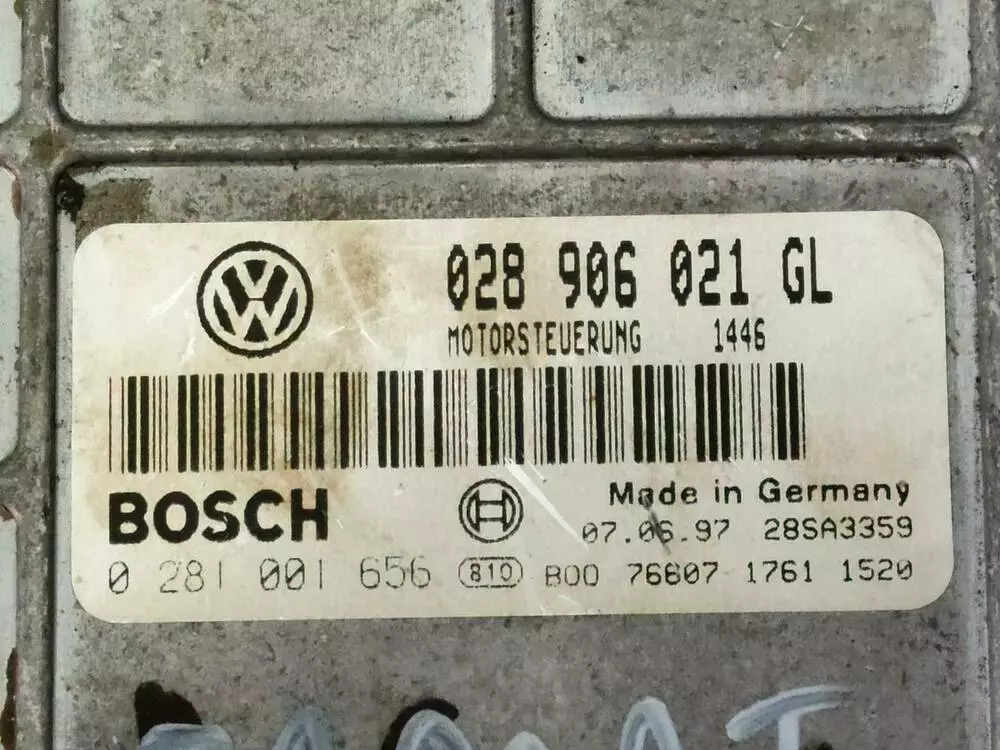 028 906 021 GL
MOTORSTEUERUNG 1446
BOSCH
Made in Germany
07.06.97 28SA3359
0 281 001 656 810 B00 76607 1761 1520